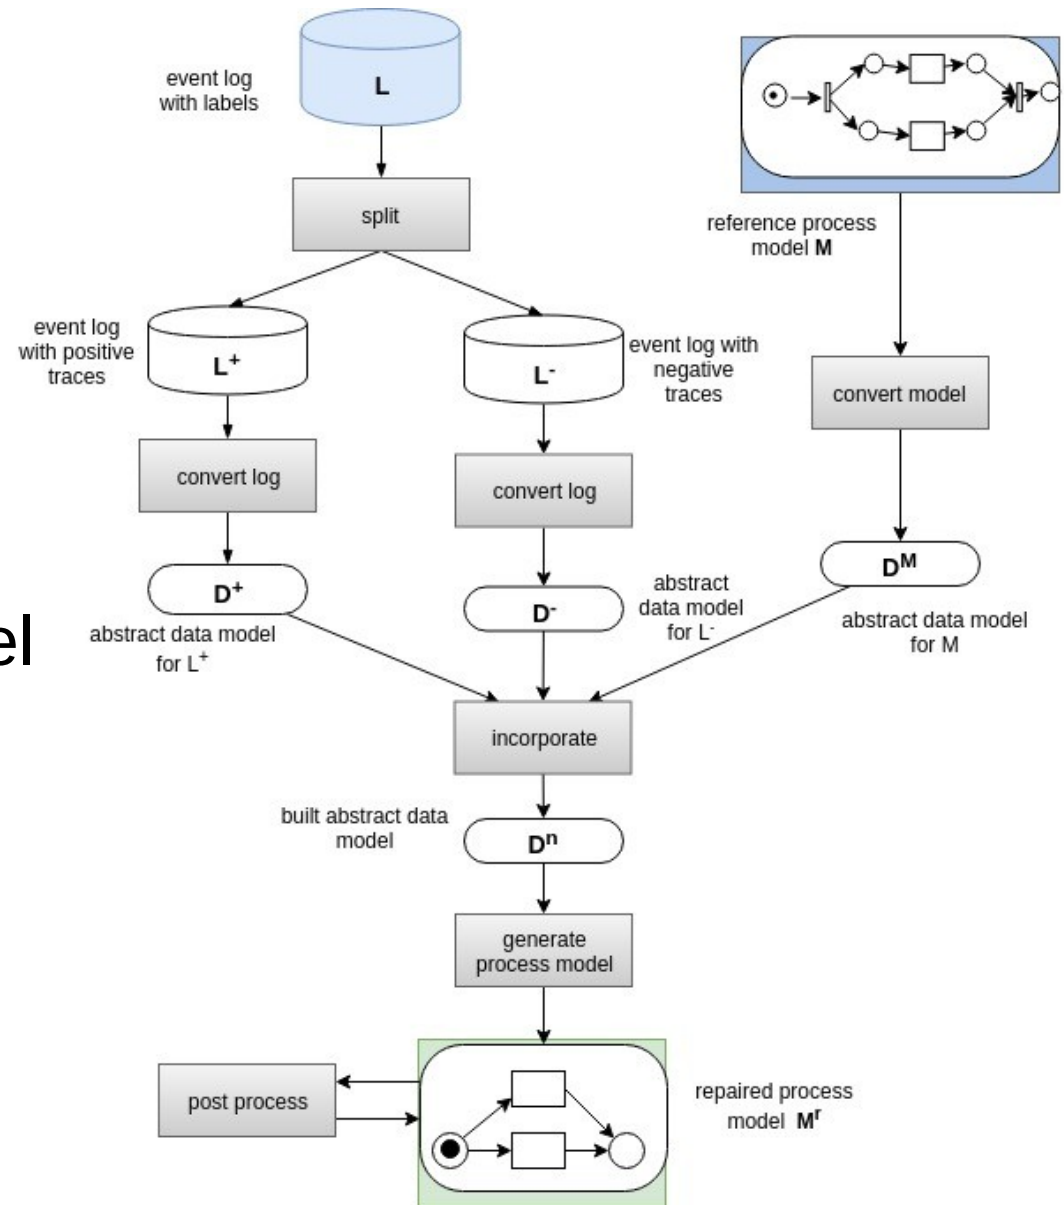 event log
with labels
L
split
reference process
model M
event log
with positive
traces
L⁺
L⁻
event log with
negative
traces
convert model
convert log
convert log
Dᴹ
D⁺
D⁻
abstract
data model
for L⁻
abstract data model
for M
abstract data model
for L⁺
el
incorporate
built abstract data
model
Dⁿ
generate
process model
post process
repaired process
model Mʳ